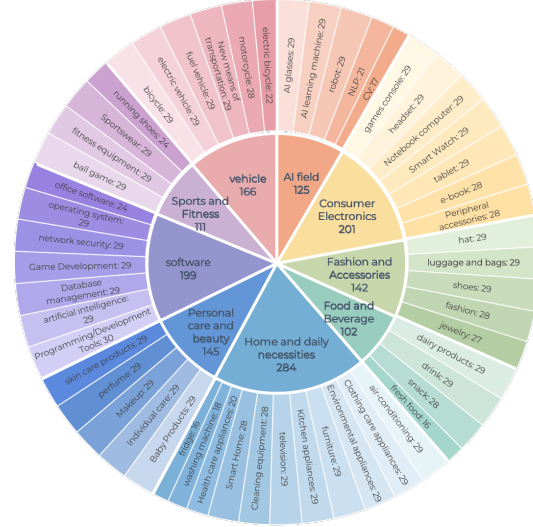 AI field
125
Consumer
Electronics
201
Fashion and
Accessories
142
Food and
Beverage
102
Home and daily
necessities
284
Personal
care and
beauty
145
software
199
Sports and
Fitness
111
vehicle
166
AI glasses: 29
AI learning machine: 29
robot: 29
NLP: 21
CV: 17
games console: 29
headset: 29
Notebook computer: 29
Smart Watch: 29
tablet: 29
e-book: 28
Peripheral
accessories: 28
hat: 29
luggage and bags: 29
shoes: 29
fashion: 28
jewelry: 27
dairy products: 29
drink: 29
snack: 28
fresh food: 16
air-conditioning: 29
Clothing care appliances: 29
Environmental appliances: 29
furniture: 29
Kitchen appliances: 29
television: 29
Cleaning equipment: 28
Smart Home: 28
Health care appliances: 20
washing machine: 18
fridge: 16
Baby Products: 29
Individual care: 29
Makeup: 29
perfume: 29
skin care products: 29
Programming/Development
Tools: 30
artificial intelligence:
29
Database
management: 29
Game Development: 29
network security: 29
operating system:
29
office software: 24
ball game: 29
fitness equipment: 29
Sportswear: 29
running shoes: 24
bicycle: 29
electric vehicle: 29
fuel vehicle: 29
New means of
transportation: 29
motorcycle: 28
electric bicycle: 22